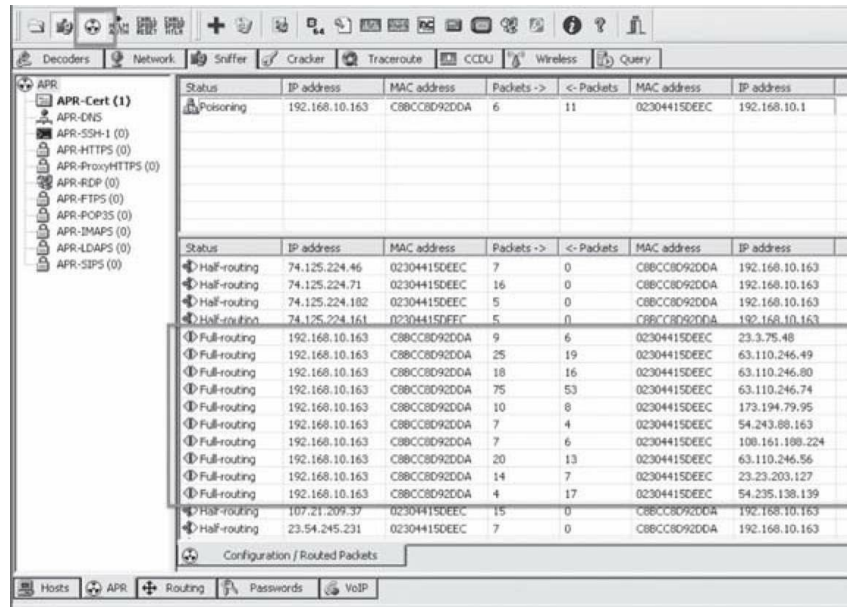 Decoders Network Sniffer Cracker Traceroute CCDU Wireless Query
APR
APR-Cert (1)
APR-DNS
APR-SSH-1 (0)
APR-HTTPS (0)
APR-ProxyHTTPS (0)
APR-RDP (0)
APR-FTPS (0)
APR-POP3S (0)
APR-IMAPS (0)
APR-LDAPS (0)
APR-SIPS (0)
Status IP address MAC address Packets -> <- Packets MAC address IP address
Poisoning 192.168.10.163 C8BCC8D92DDA 6 11 02304415DEEC 192.168.10.1
Status IP address MAC address Packets -> <- Packets MAC address IP address
Half-routing 74.125.224.46 02304415DEEC 7 0 C8BCC8D92DDA 192.168.10.163
Half-routing 74.125.224.71 02304415DEEC 16 0 C8BCC8D92DDA 192.168.10.163
Half-routing 74.125.224.182 02304415DEEC 5 0 C8BCC8D92DDA 192.168.10.163
Half-routing 74.125.224.161 02304415DEEC 5 0 C8BCC8D92DDA 192.168.10.163
Full-routing 192.168.10.163 C8BCC8D92DDA 9 6 02304415DEEC 23.3.75.48
Full-routing 192.168.10.163 C8BCC8D92DDA 25 19 02304415DEEC 63.110.246.49
Full-routing 192.168.10.163 C8BCC8D92DDA 18 16 02304415DEEC 63.110.246.80
Full-routing 192.168.10.163 C8BCC8D92DDA 75 53 02304415DEEC 63.110.246.74
Full-routing 192.168.10.163 C8BCC8D92DDA 10 8 02304415DEEC 173.194.79.95
Full-routing 192.168.10.163 C8BCC8D92DDA 7 4 02304415DEEC 54.243.88.163
Full-routing 192.168.10.163 C8BCC8D92DDA 7 6 02304415DEEC 108.161.188.224
Full-routing 192.168.10.163 C8BCC8D92DDA 20 13 02304415DEEC 63.110.246.56
Full-routing 192.168.10.163 C8BCC8D92DDA 14 7 02304415DEEC 23.23.203.127
Full-routing 192.168.10.163 C8BCC8D92DDA 4 17 02304415DEEC 54.235.138.139
Half-routing 107.21.209.37 02304415DEEC 15 0 C8BCC8D92DDA 192.168.10.163
Half-routing 23.54.245.231 02304415DEEC 7 0 C8BCC8D92DDA 192.168.10.163
Configuration / Routed Packets
Hosts APR Routing Passwords VoIP